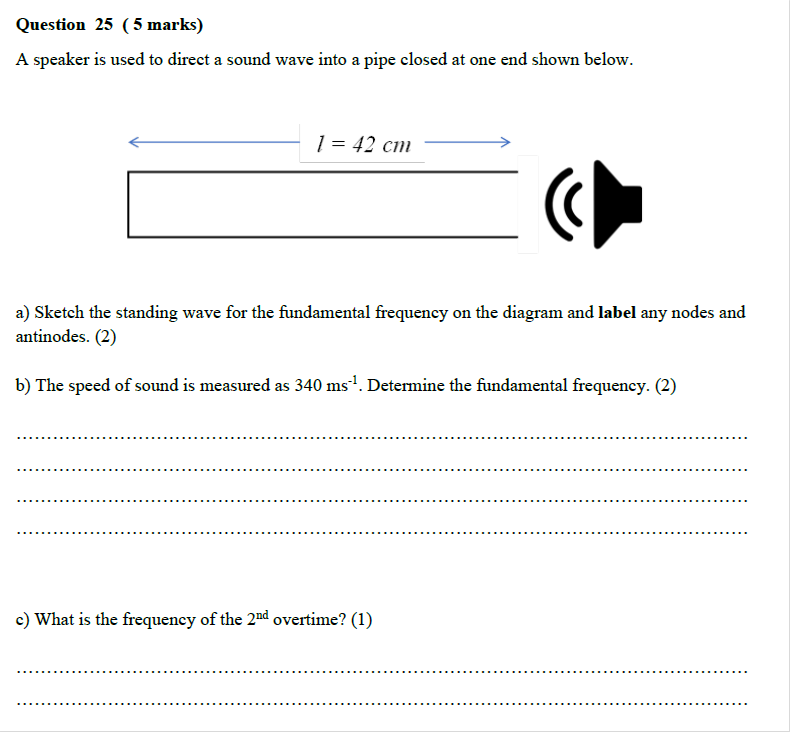 Question 25 ( 5 marks)
A speaker is used to direct a sound wave into a pipe closed at one end shown below.
l = 42 cm
a) Sketch the standing wave for the fundamental frequency on the diagram and label any nodes and
antinodes. (2)
b) The speed of sound is measured as 340 ms⁻¹. Determine the fundamental frequency. (2)
c) What is the frequency of the 2ⁿᵈ overtime? (1)